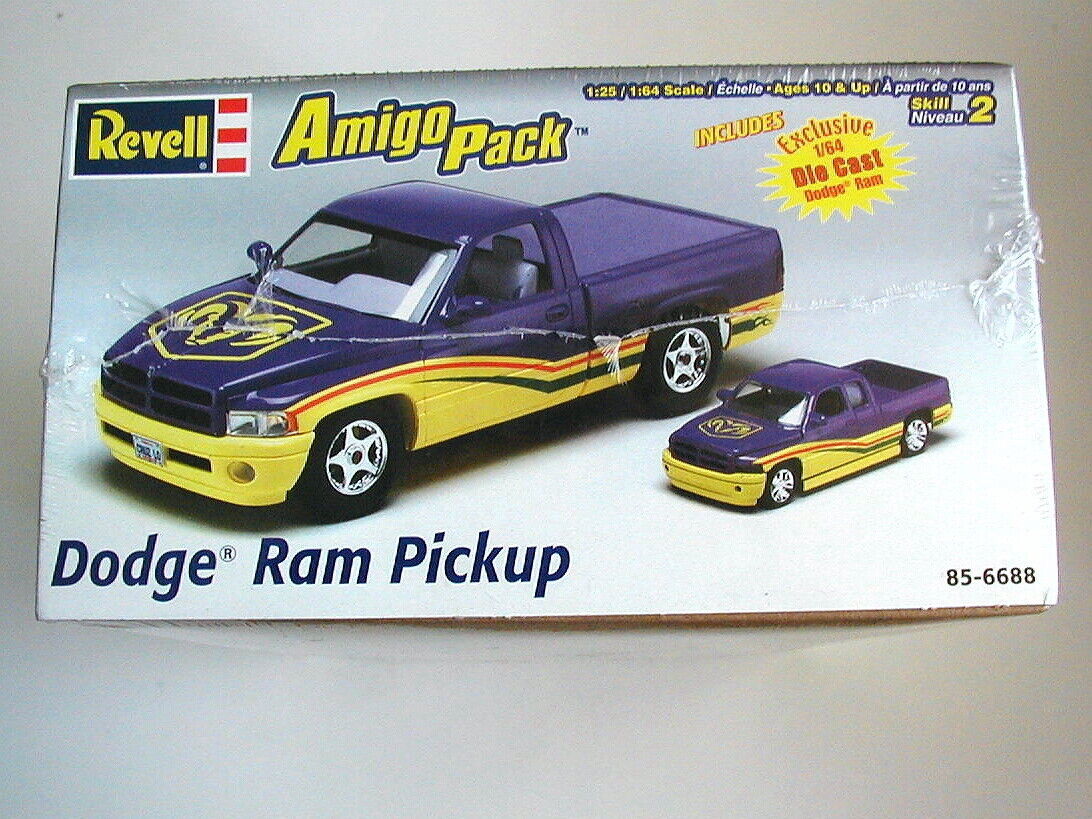 Revell®
Amigo Pack™
1:25 / 1:64 Scale / Échelle • Ages 10 & Up / À partir de 10 ans
Skill
Niveau 2
INCLUDES
Exclusive
1/64
Die Cast
Dodge® Ram
Dodge® Ram Pickup
85-6688